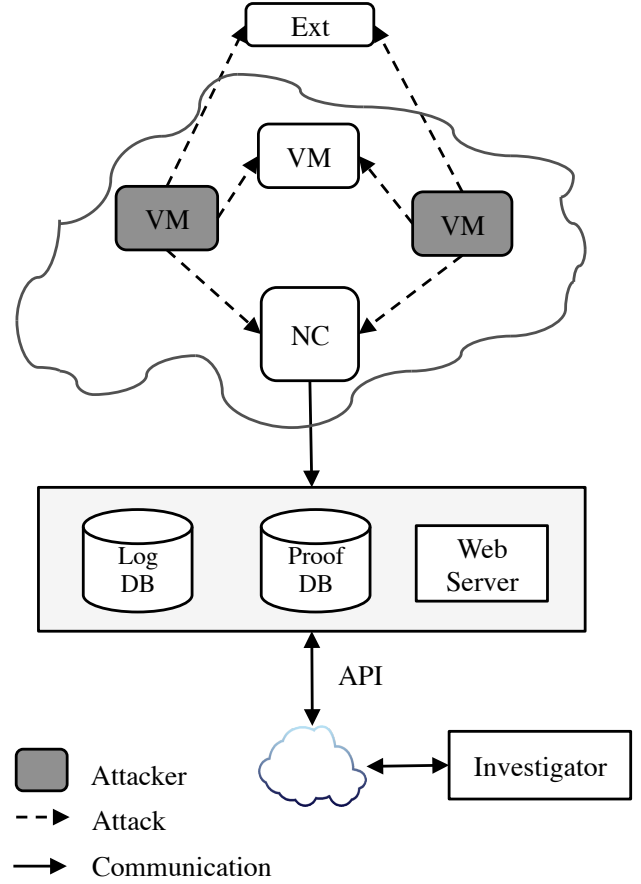 Ext
VM
VM
VM
NC
Log
DB
Proof
DB
Web
Server
API
Investigator
Attacker
Attack
Communication